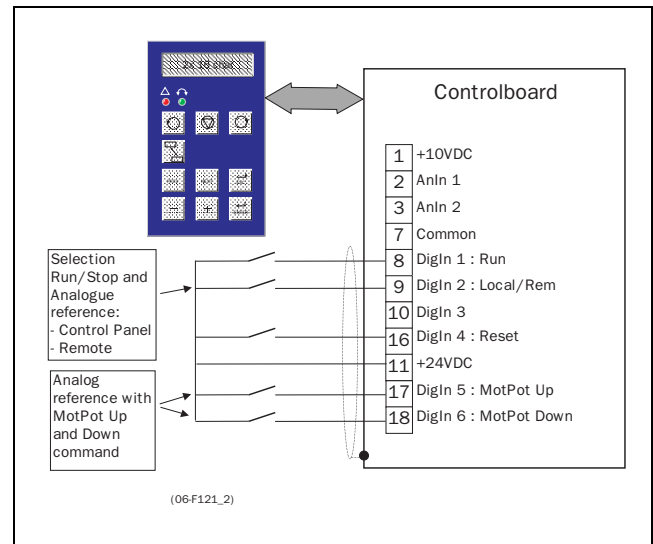 2x 16 char
Controlboard
1 +10VDC
2 AnIn 1
3 AnIn 2
7 Common
8 DigIn 1 : Run
9 DigIn 2 : Local/Rem
10 DigIn 3
16 DigIn 4 : Reset
11 +24VDC
17 DigIn 5 : MotPot Up
18 DigIn 6 : MotPot Down
Selection
Run/Stop and
Analogue
reference:
- Control Panel
- Remote
Analog
reference with
MotPot Up
and Down
command
(06-F121_2)